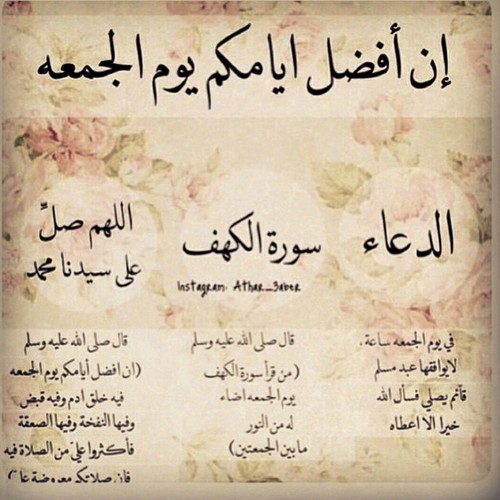 إن أفضل ايامكم يوم الجمعه
الدعاء
في يوم الجمعه ساعة .
لايوافقها عبد مسلم
قائم يصلي فسأل الله
خيرا الا اعطاه
سورة الكهف
Instagram: Athar_3aber
قال صلى الله عليه وسلم
( من قرأ سورة الكهف
يوم الجمعه اضاء
له من النور
مابين الجمعتين )
اللهم صلِّ
على سيدنا محمد
قال صلى الله عليه وسلم
(ان افضل أيامكم يوم الجمعه
فيه خلق ادم وفيه قبض
وفيها النفخة وفيها الصعقة
فأكثروا عليّ من الصلاة فيه
فان صلاتكم معروضة علي)